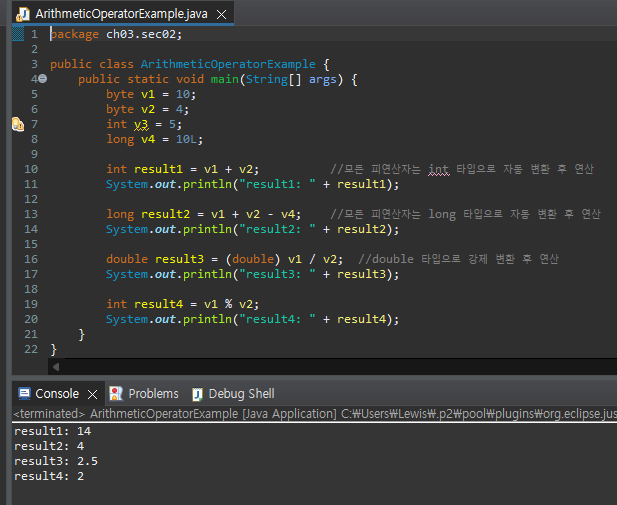 ArithmeticOperatorExample.java
1 package ch03.sec02;
2
3 public class ArithmeticOperatorExample {
4 public static void main(String[] args) {
5 byte v1 = 10;
6 byte v2 = 4;
7 int v3 = 5;
8 long v4 = 10L;
9
10 int result1 = v1 + v2; //모든 피연산자는 int 타입으로 자동 변환 후 연산
11 System.out.println("result1: " + result1);
12
13 long result2 = v1 + v2 - v4; //모든 피연산자는 long 타입으로 자동 변환 후 연산
14 System.out.println("result2: " + result2);
15
16 double result3 = (double) v1 / v2; //double 타입으로 강제 변환 후 연산
17 System.out.println("result3: " + result3);
18
19 int result4 = v1 % v2;
20 System.out.println("result4: " + result4);
21 }
22 }
Console Problems Debug Shell
<terminated> ArithmeticOperatorExample [Java Application] C:₩Users₩Lewis₩.p2₩pool₩plugins₩org.eclipse.jus
result1: 14
result2: 4
result3: 2.5
result4: 2